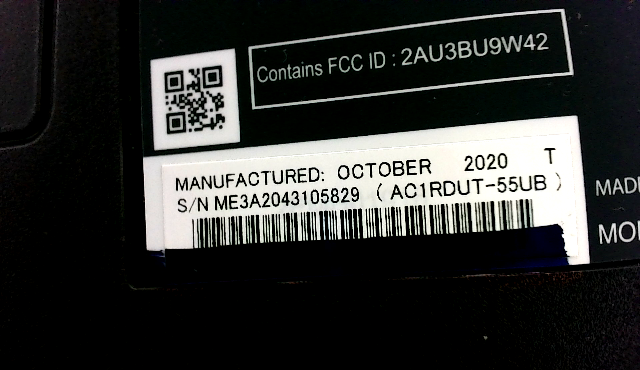 Contains FCC ID : 2AU3BU9W42
MANUFACTURED: OCTOBER 2020 T
S/N ME3A2043105829 ( AC1RDUT-55UB )